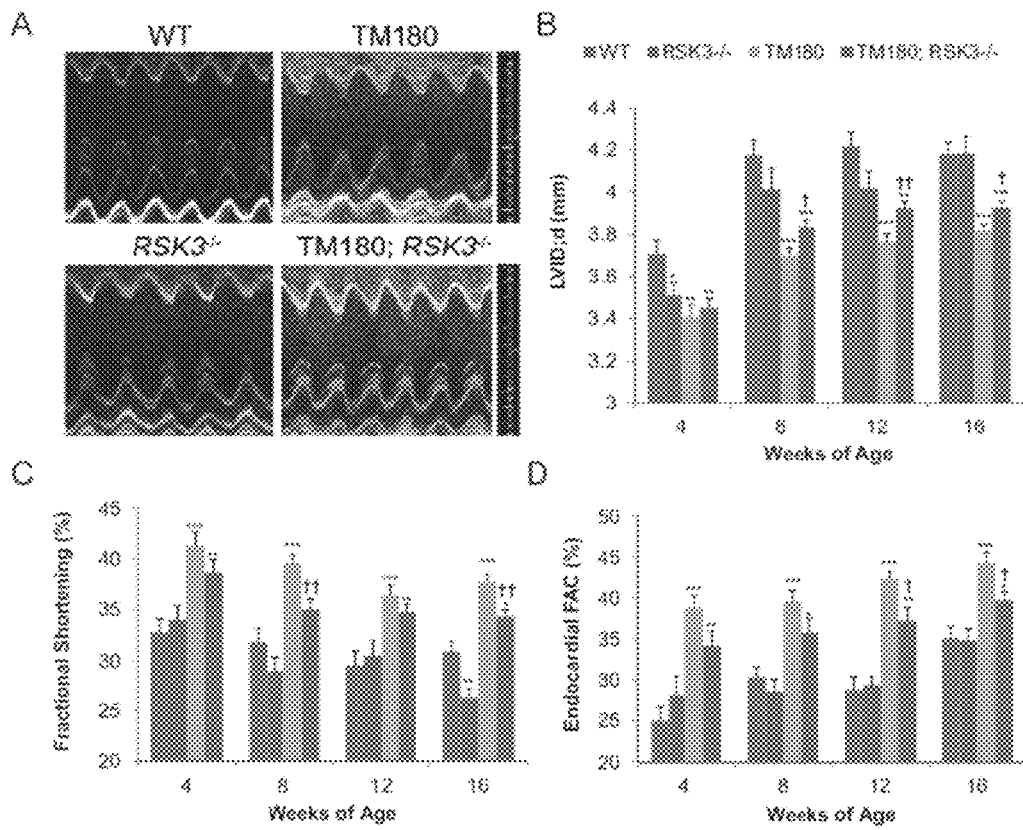 A
WT
TM180
RSK3-/-
TM180; RSK3-/-
B
WT RSK3-/- TM180 TM180; RSK3-/-
LVID;d (mm)
4.4
4.2
4
3.8
3.6
3.4
3.2
3
4 8 12 16
Weeks of Age
C
Fractional Shortening (%)
45
40
35
30
25
20
4 8 12 16
Weeks of Age
D
Endocardial FAC (%)
50
45
40
35
30
25
20
4 8 12 16
Weeks of Age